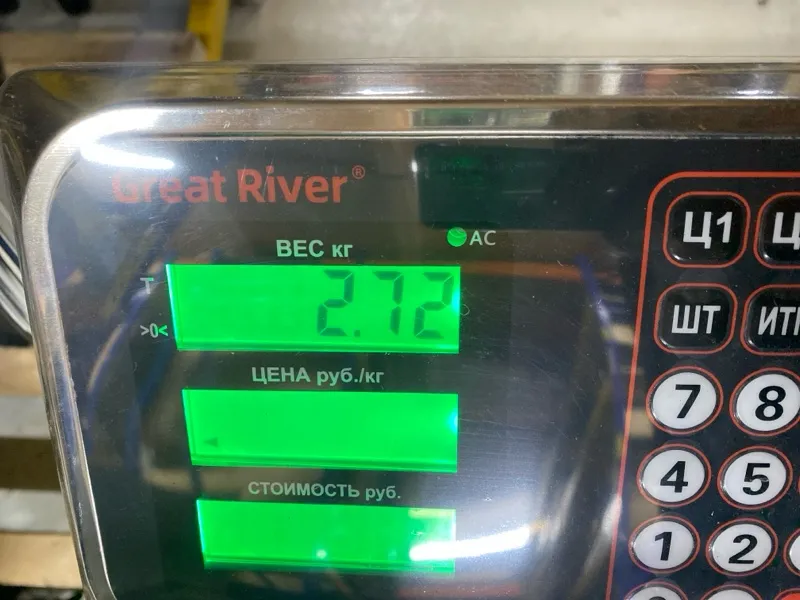 Great River®
AC
ВЕС кг
Т
2.72
>0<
ЦЕНА руб./кг
СТОИМОСТЬ руб.
Ц1
ШТ
7 8
4 5
1 2